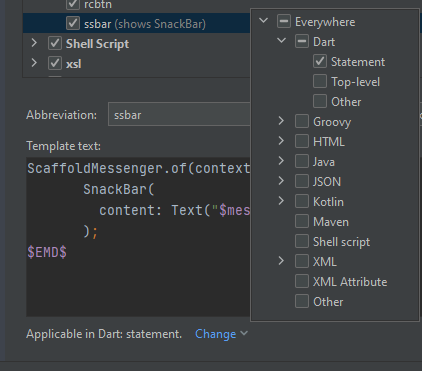 rcbtn
ssbar (shows SnackBar)
Shell Script
xsl
Abbreviation:
ssbar
Template text:
ScaffoldMessenger.of(context
SnackBar(
content: Text("$mes
);
$EMD$
Applicable in Dart: statement.
Change
Everywhere
Dart
Statement
Top-level
Other
Groovy
HTML
Java
JSON
Kotlin
Maven
Shell script
XML
XML Attribute
Other